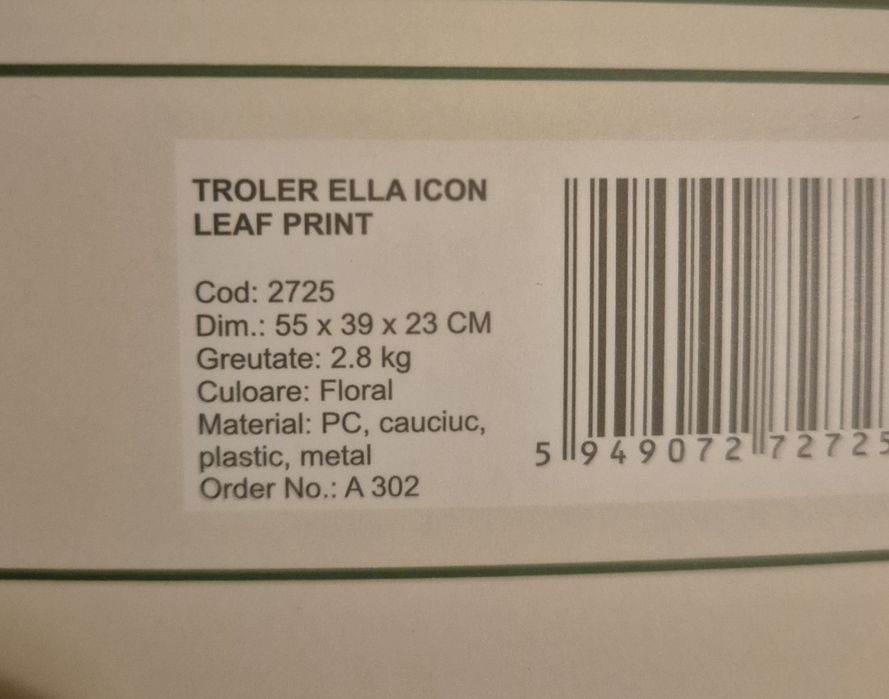 TROLER ELLA ICON
LEAF PRINT
Cod: 2725
Dim.: 55 x 39 x 23 CM
Greutate: 2.8 kg
Culoare: Floral
Material: PC, cauciuc,
plastic, metal
Order No.: A 302
5 949072 72725